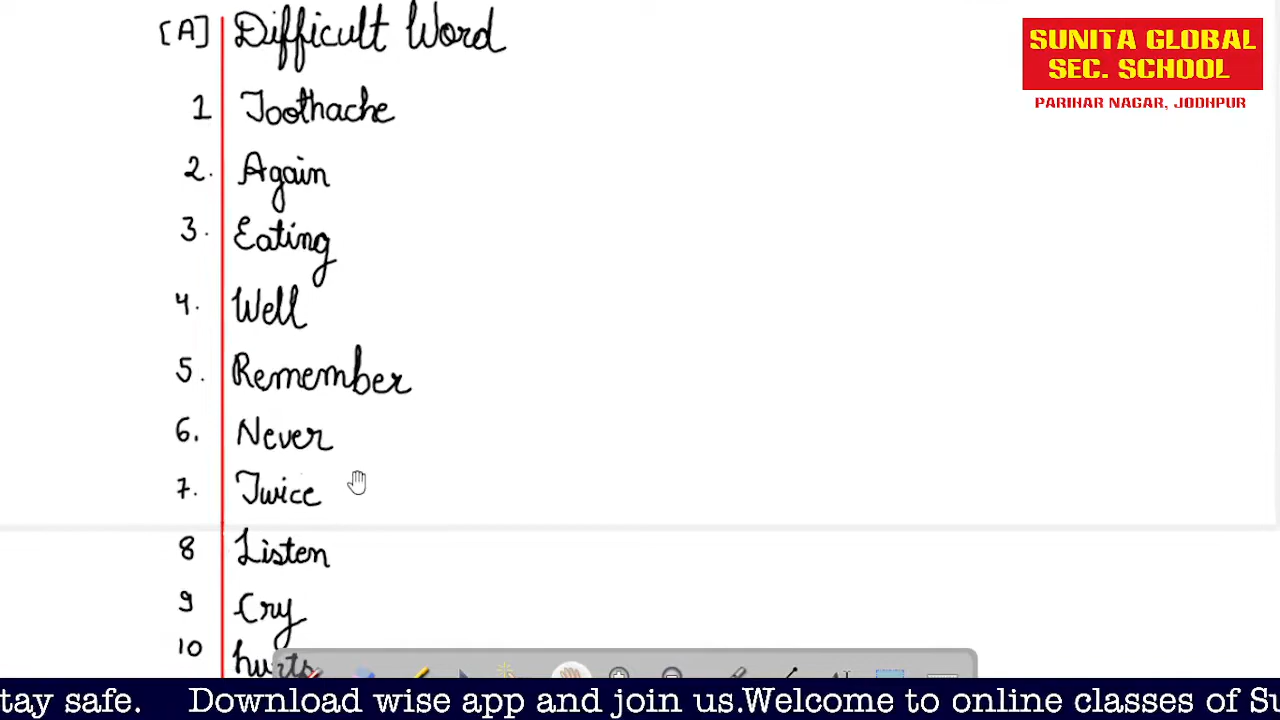 [A] Difficult Word
SUNITA GLOBAL
SEC. SCHOOL
PARIHAR NAGAR, JODHPUR
1 Toothache
2. Again
3. Eating
4. Well
5. Remember
6. Never
7. Twice
8 Listen
9 Cry
10 hurts
tay safe. Download wise app and join us.Welcome to online classes of Su